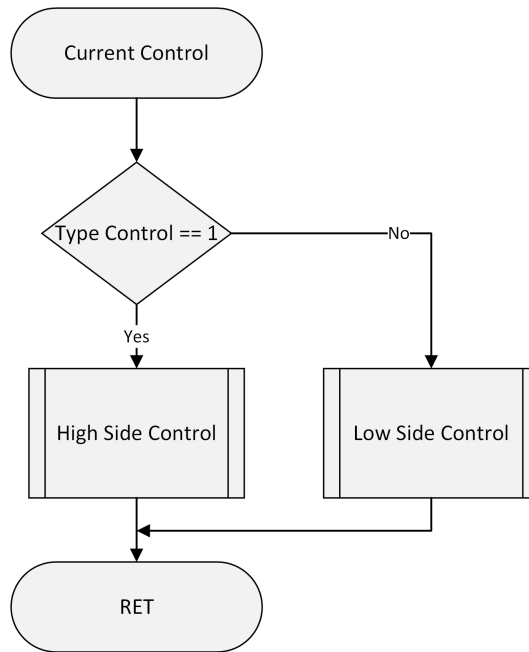 Current Control
Type Control == 1
No
Yes
High Side Control
Low Side Control
RET